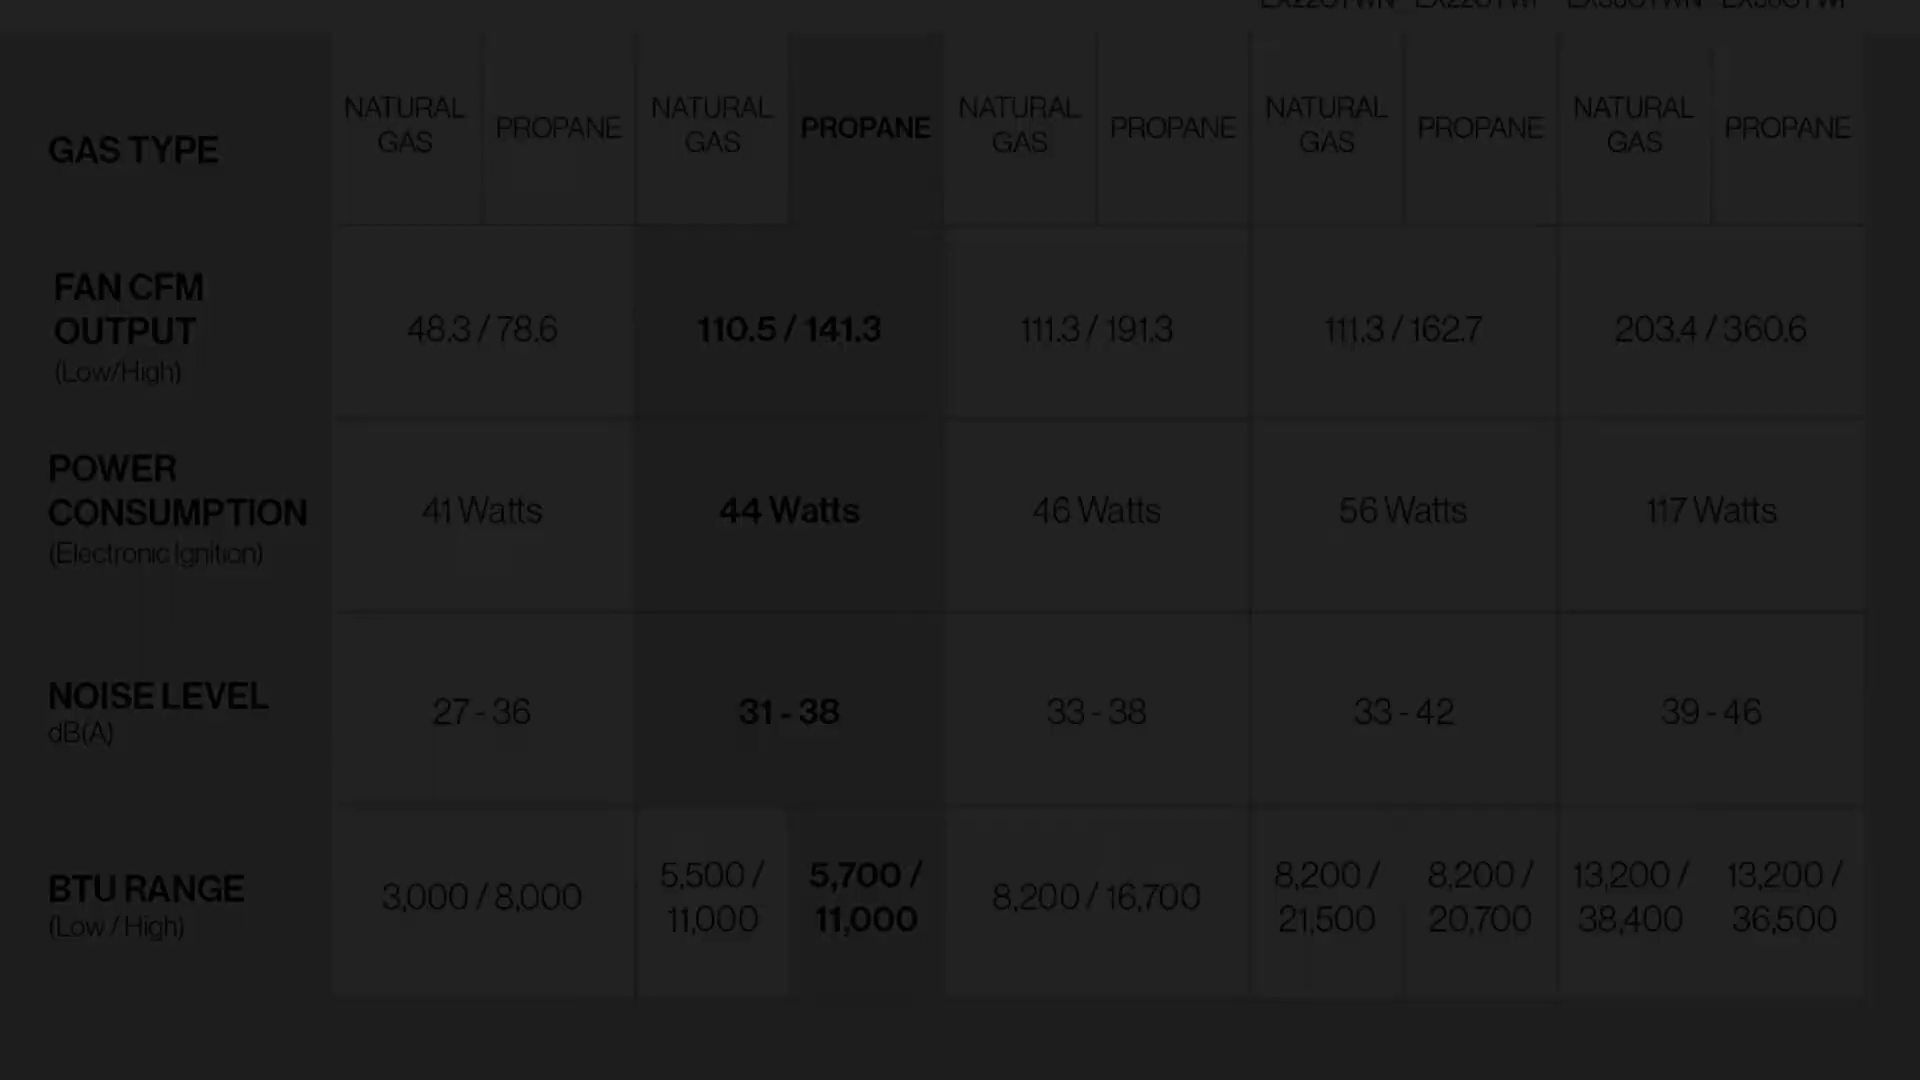 GAS TYPE
NATURAL GAS PROPANE NATURAL GAS PROPANE NATURAL GAS PROPANE NATURAL GAS PROPANE NATURAL GAS PROPANE
FAN CFM
OUTPUT
(Low/High)
48.3 / 78.6 110.5 / 141.3 111.3 / 191.3 111.3 / 162.7 203.4 / 360.6
POWER
CONSUMPTION
(Electronic Ignition)
41 Watts 44 Watts 46 Watts 56 Watts 117 Watts
NOISE LEVEL
dB(A)
27 - 36 31 - 38 33 - 38 33 - 42 39 - 46
BTU RANGE
(Low / High)
3,000 / 8,000 5,500 / 11,000 5,700 / 11,000 8,200 / 16,700 8,200 / 21,500 8,200 / 20,700 13,200 / 38,400 13,200 / 36,500